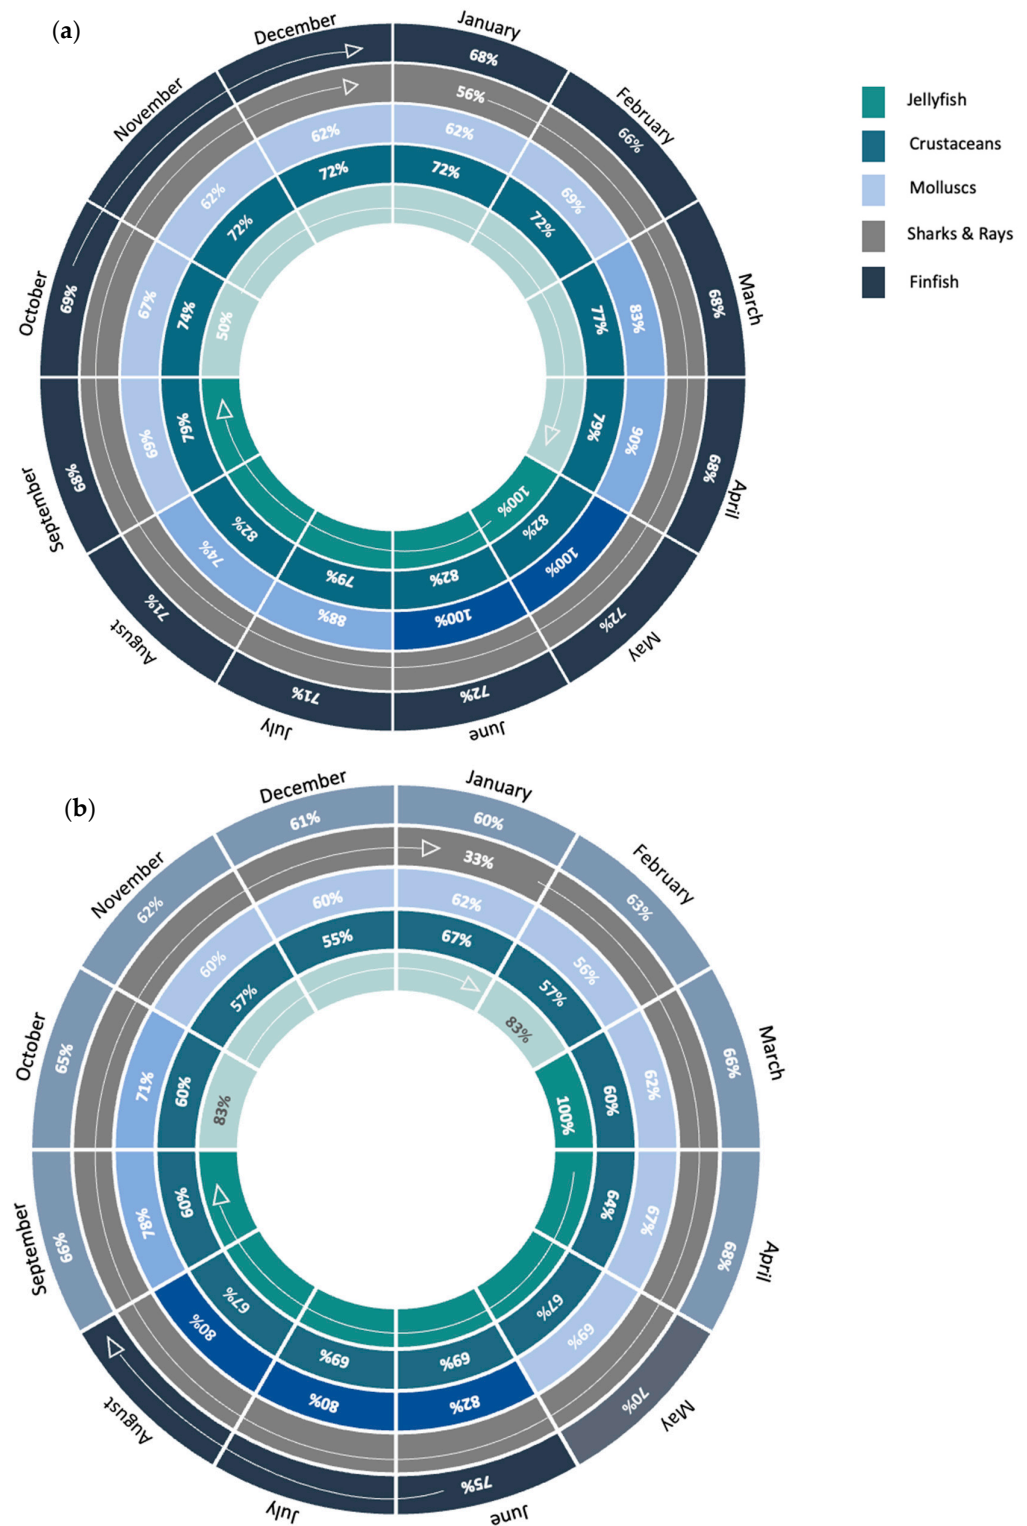 (a)
December
January
November
February
October
March
September
April
August
May
July
June
68%
66%
68%
68%
72%
72%
71%
71%
68%
69%
56%
62%
69%
83%
90%
100%
100%
88%
74%
69%
67%
62%
62%
72%
72%
77%
79%
82%
82%
79%
82%
79%
74%
72%
72%
100%
50%
Jellyfish
Crustaceans
Molluscs
Sharks & Rays
Finfish
(b)
December
January
November
February
October
March
September
April
August
May
July
June
60%
63%
66%
68%
70%
75%
66%
65%
62%
61%
33%
62%
56%
62%
67%
69%
82%
80%
80%
78%
71%
60%
60%
67%
57%
60%
64%
67%
69%
69%
67%
60%
60%
57%
55%
83%
100%
83%